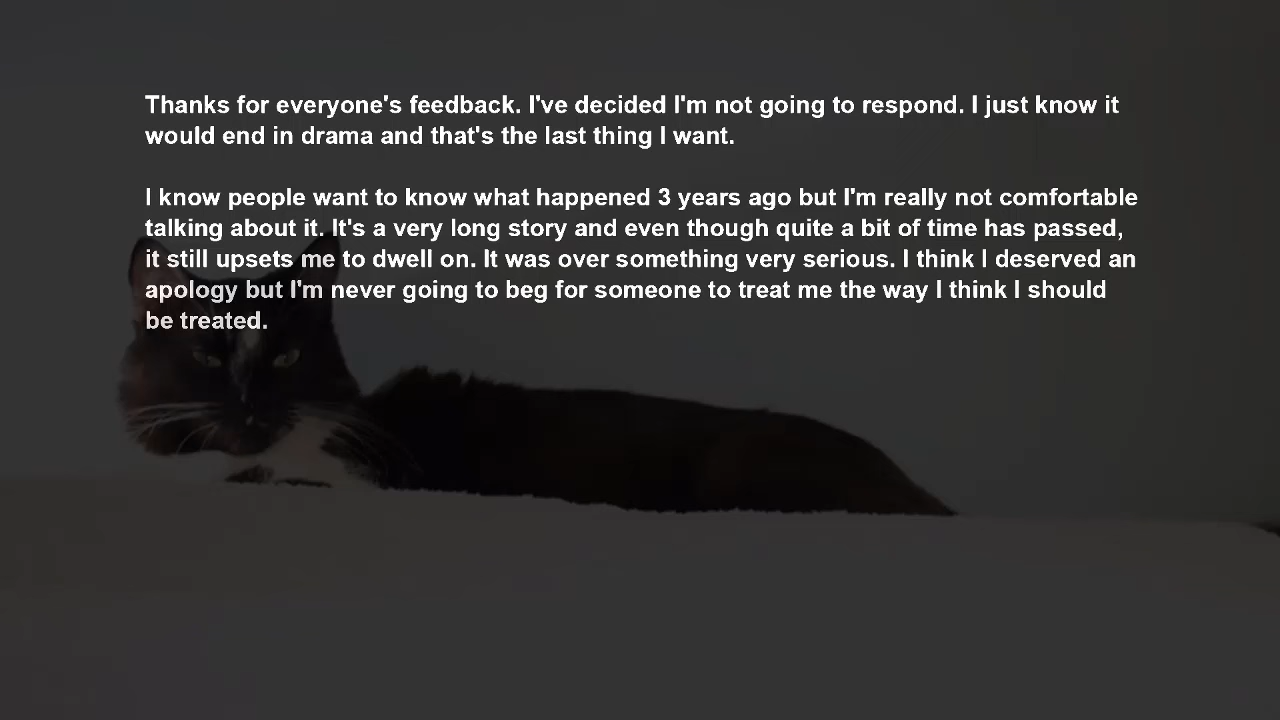 Thanks for everyone's feedback. I've decided I'm not going to respond. I just know it
would end in drama and that's the last thing I want.
I know people want to know what happened 3 years ago but I'm really not comfortable
talking about it. It's a very long story and even though quite a bit of time has passed,
it still upsets me to dwell on. It was over something very serious. I think I deserved an
apology but I'm never going to beg for someone to treat me the way I think I should
be treated.